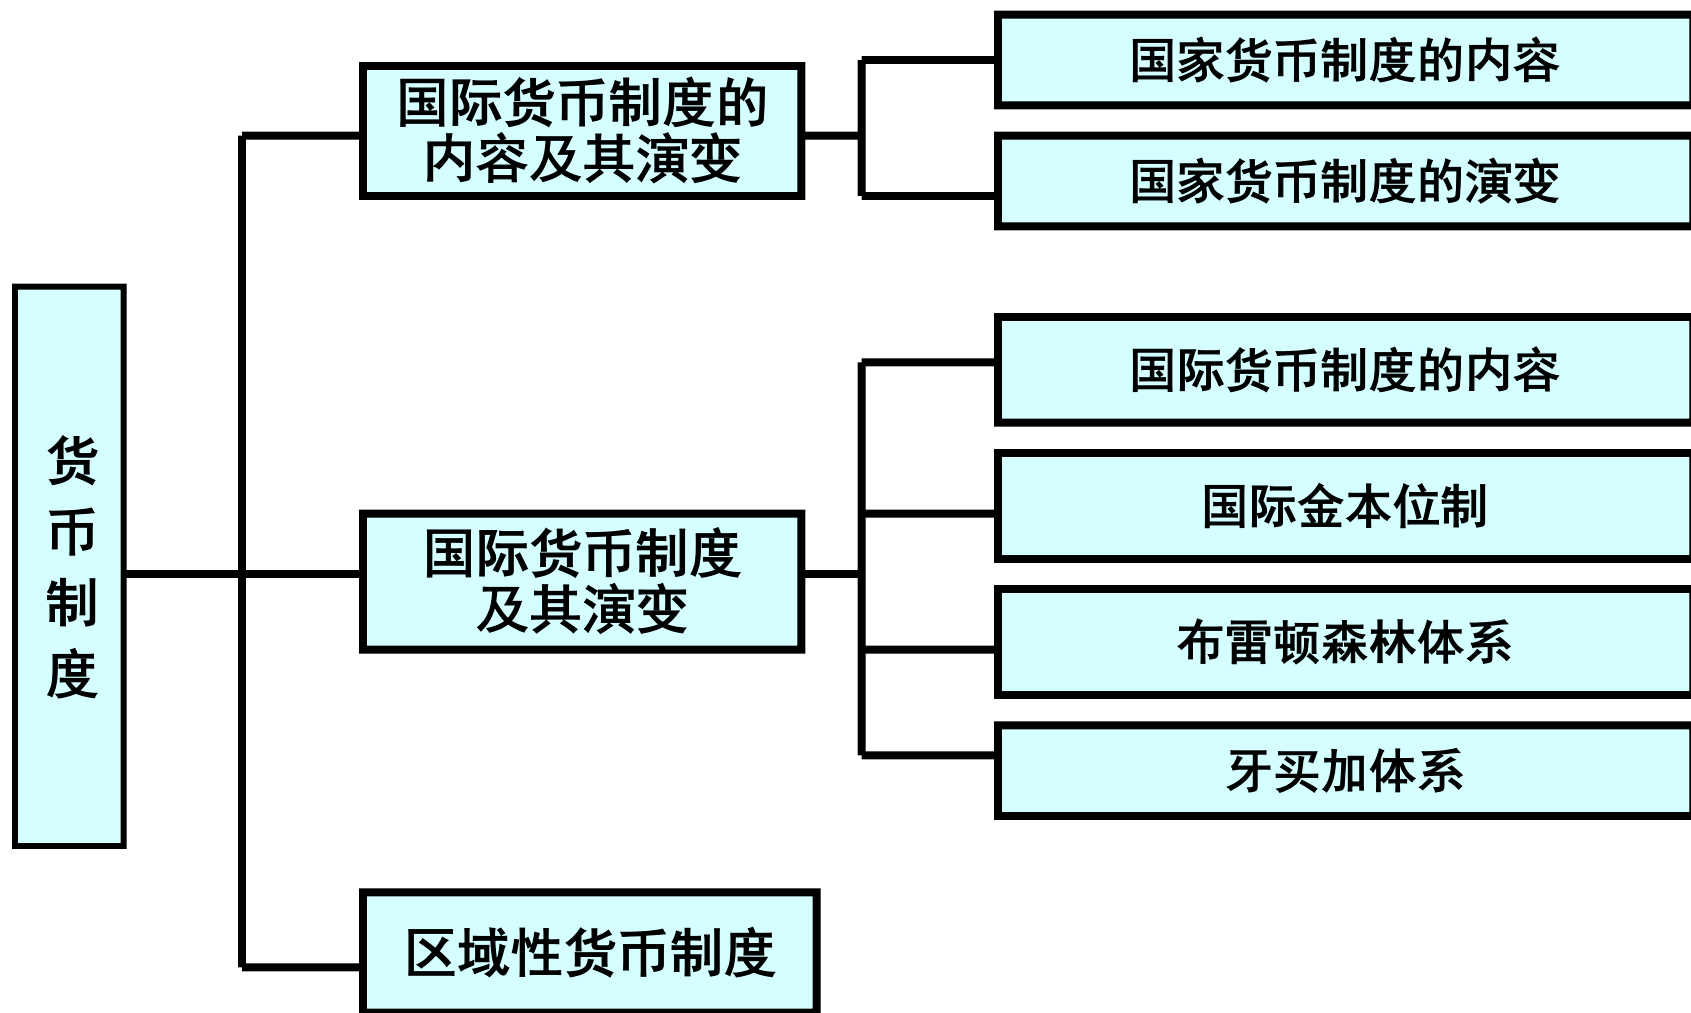 货币制度
国际货币制度的
内容及其演变
国家货币制度的内容
国家货币制度的演变
国际货币制度
及其演变
国际货币制度的内容
国际金本位制
布雷顿森林体系
牙买加体系
区域性货币制度